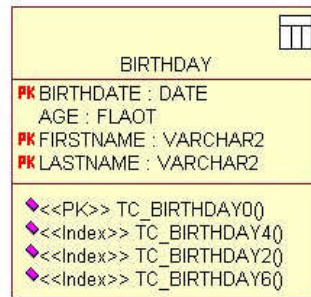 BIRTHDAY
PK BIRTHDATE : DATE
AGE : FLAOT
PK FIRSTNAME : VARCHAR2
PK LASTNAME : VARCHAR2
<<PK>> TC_BIRTHDAY0()
<<Index>> TC_BIRTHDAY4()
<<Index>> TC_BIRTHDAY2()
<<Index>> TC_BIRTHDAY6()